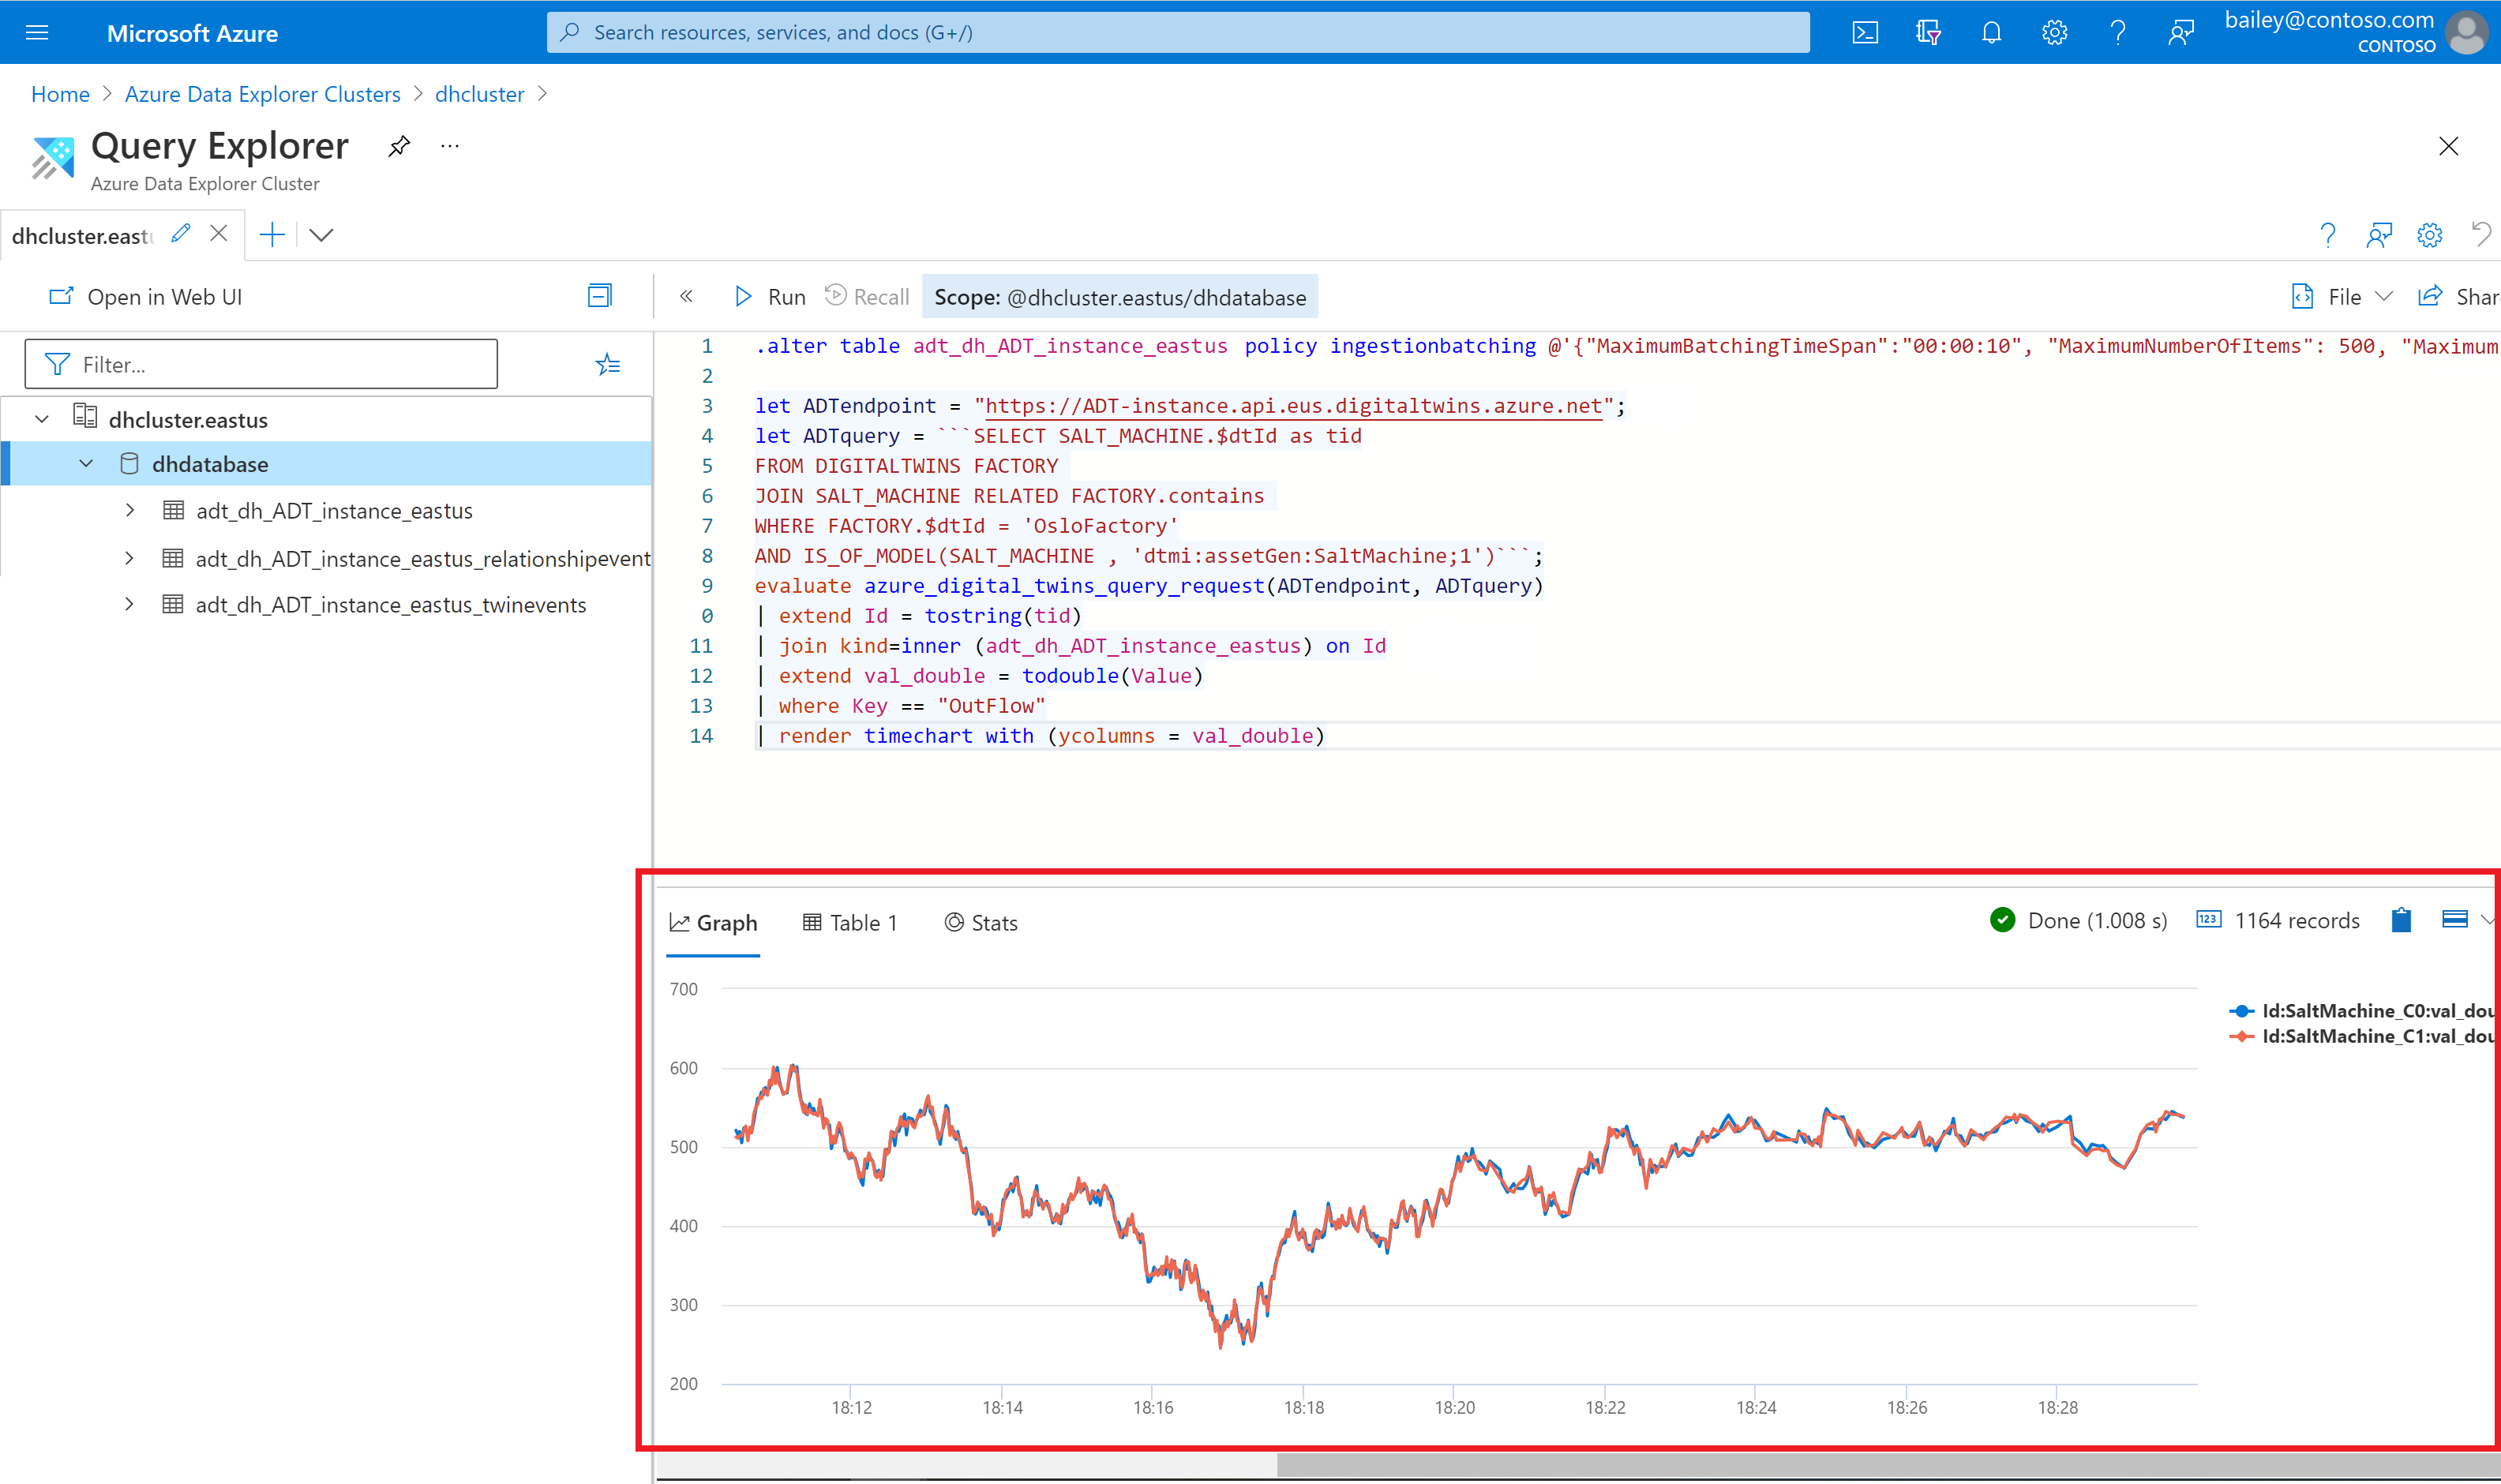 Microsoft Azure
Search resources, services, and docs (G+/)
bailey@contoso.com
CONTOSO
Home > Azure Data Explorer Clusters > dhcluster >
Query Explorer
Azure Data Explorer Cluster
dhcluster.eastu
Open in Web UI
Run
Recall
Scope: @dhcluster.eastus/dhdatabase
File
Shar
Filter...
dhcluster.eastus
dhdatabase
adt_dh_ADT_instance_eastus
adt_dh_ADT_instance_eastus_relationshipevent
adt_dh_ADT_instance_eastus_twinevents
1 .alter table adt_dh_ADT_instance_eastus policy ingestionbatching @'{"MaximumBatchingTimeSpan":"00:00:10", "MaximumNumberOfItems": 500, "Maximum
2
3 let ADTendpoint = "https://ADT-instance.api.eus.digitaltwins.azure.net";
4 let ADTquery = ```SELECT SALT_MACHINE.$dtId as tid
5 FROM DIGITALTWINS FACTORY
6 JOIN SALT_MACHINE RELATED FACTORY.contains
7 WHERE FACTORY.$dtId = 'OsloFactory'
8 AND IS_OF_MODEL(SALT_MACHINE , 'dtmi:assetGen:SaltMachine;1')```;
9 evaluate azure_digital_twins_query_request(ADTendpoint, ADTquery)
0 | extend Id = tostring(tid)
11 | join kind=inner (adt_dh_ADT_instance_eastus) on Id
12 | extend val_double = todouble(Value)
13 | where Key == "OutFlow"
14 | render timechart with (ycolumns = val_double)
Graph
Table 1
Stats
Done (1.008 s)
123
1164 records
700
600
500
400
300
200
18:12
18:14
18:16
18:18
18:20
18:22
18:24
18:26
18:28
Id:SaltMachine_C0:val_dou
Id:SaltMachine_C1:val_dou